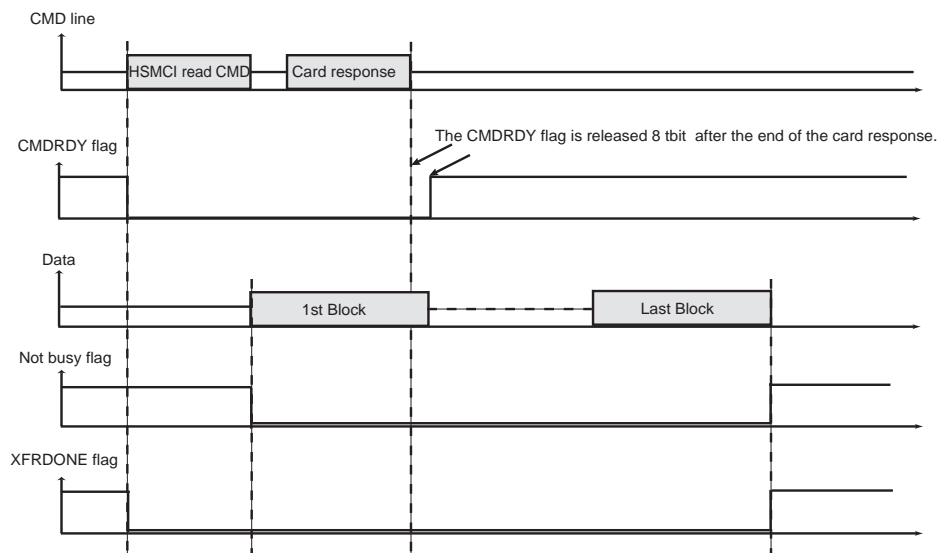 CMD line
HSMCI read CMD
Card response
The CMDRDY flag is released 8 tbit after the end of the card response.
CMDRDY flag
Data
1st Block
Last Block
Not busy flag
XFRDONE flag